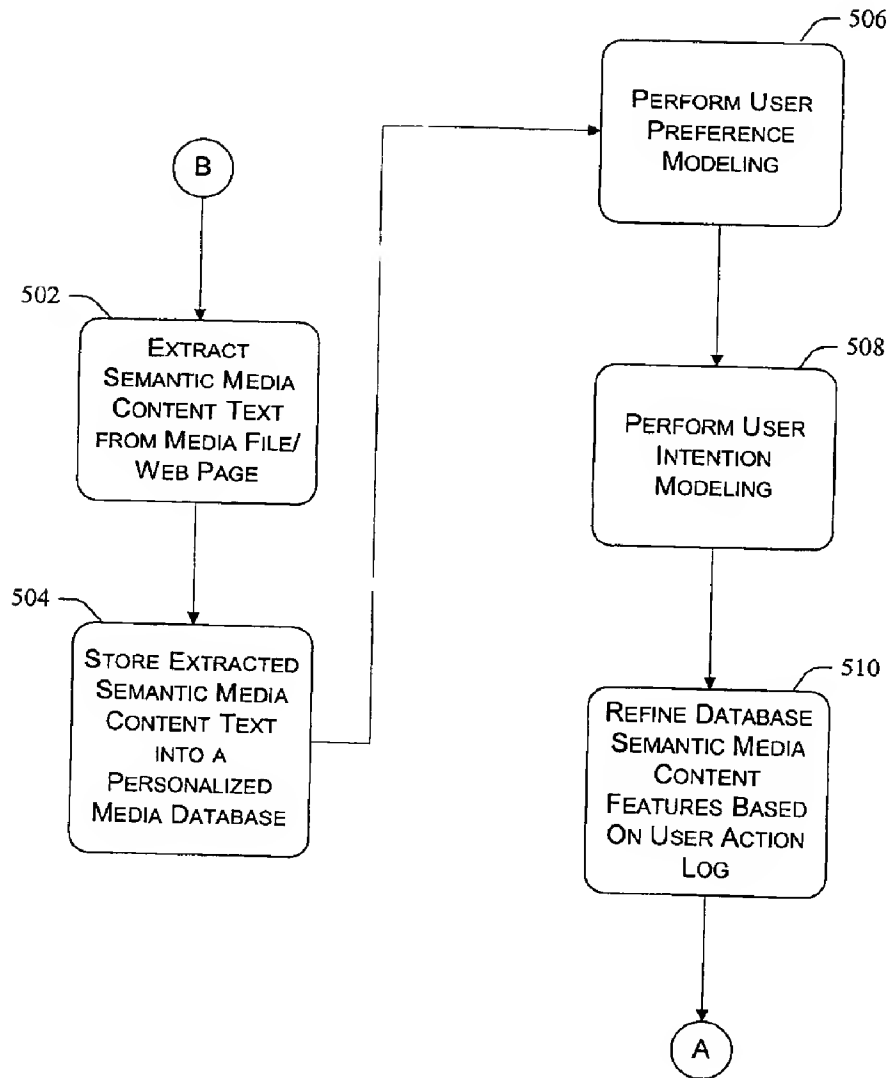 B
502
EXTRACT
SEMANTIC MEDIA
CONTENT TEXT
FROM MEDIA FILE/
WEB PAGE
504
STORE EXTRACTED
SEMANTIC MEDIA
CONTENT TEXT
INTO A
PERSONALIZED
MEDIA DATABASE
506
PERFORM USER
PREFERENCE
MODELING
508
PERFORM USER
INTENTION
MODELING
510
REFINE DATABASE
SEMANTIC MEDIA
CONTENT
FEATURES BASED
ON USER ACTION
LOG
A